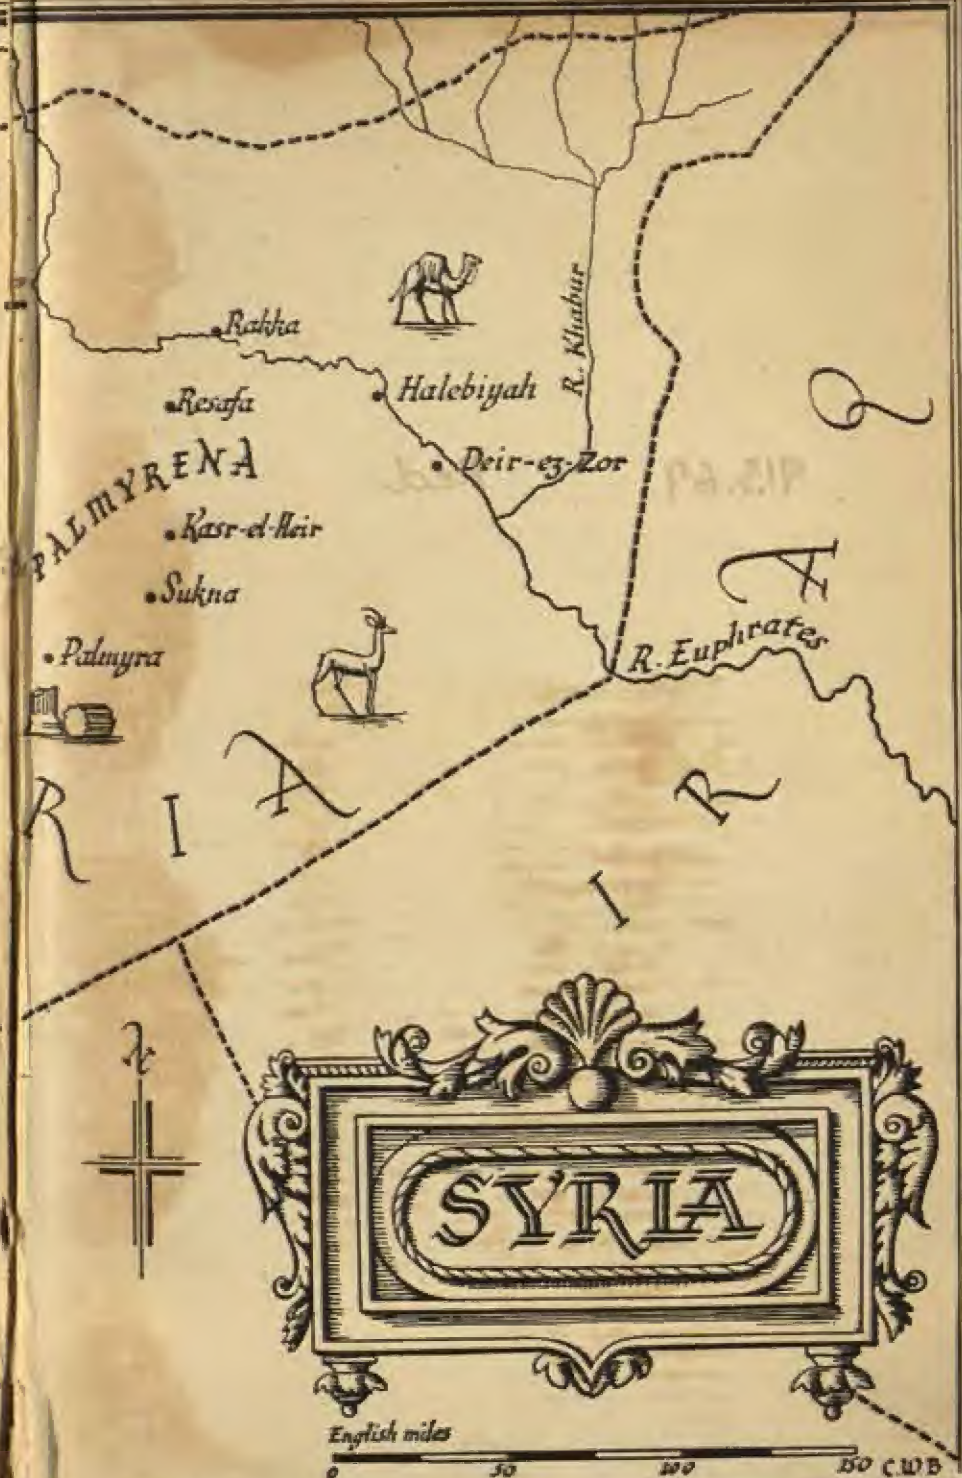 Rakka
Halebiyah
R. Khabur
Resafa
Deir-ez-Zor
PALMYRENA
Kasr-el-Heir
Sukna
Palmyra
R. Euphrates
RIA
IRAQ
N
SYRIA
English miles
0 50 100 150
CWB